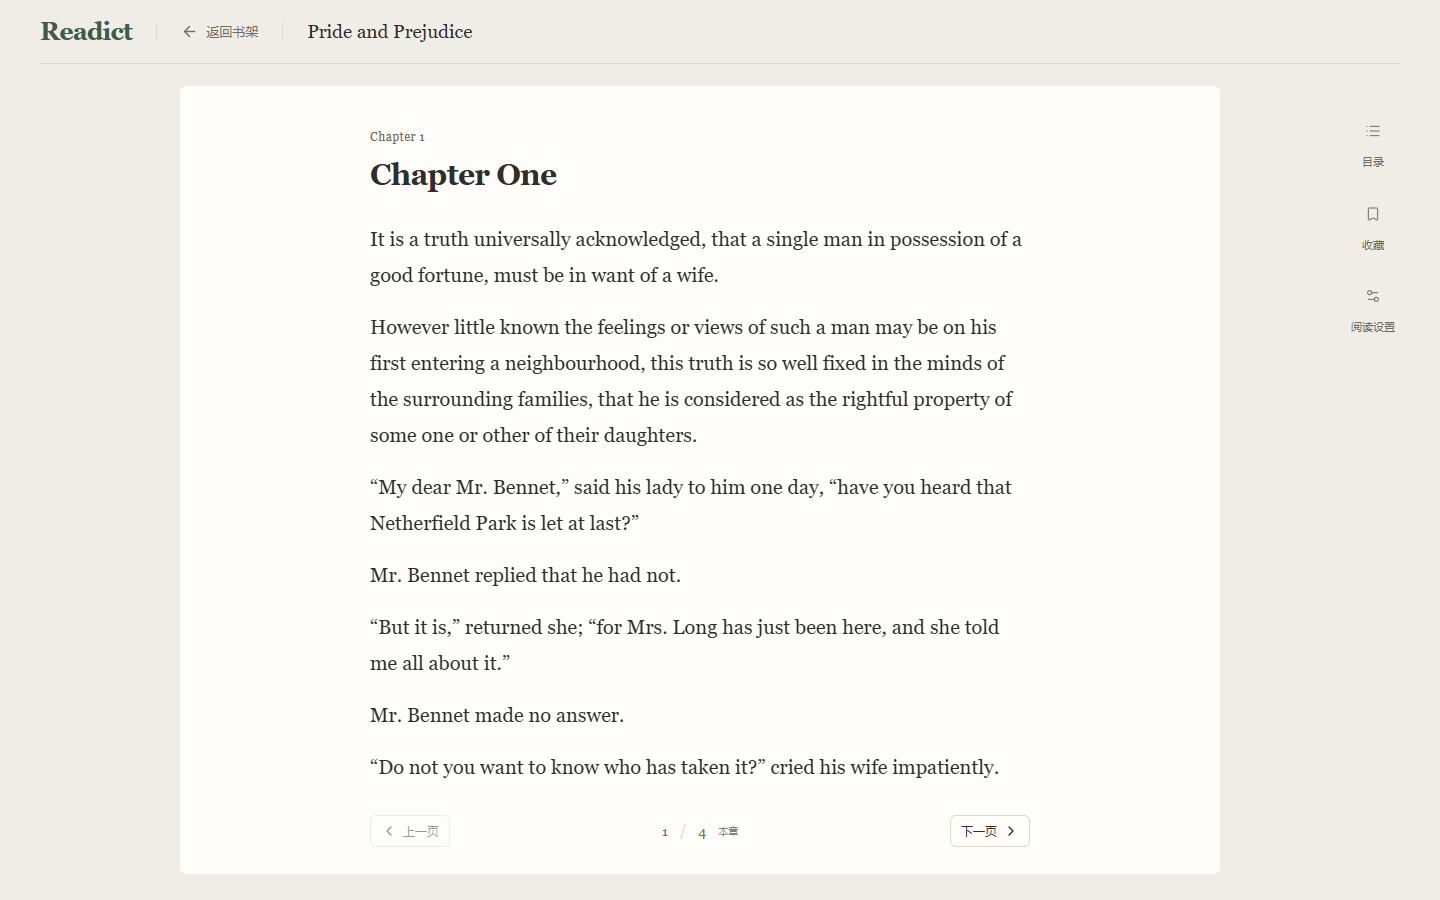 Readict
返回书架
Pride and Prejudice
Chapter 1
Chapter One
It is a truth universally acknowledged, that a single man in possession of a
good fortune, must be in want of a wife.
However little known the feelings or views of such a man may be on his
first entering a neighbourhood, this truth is so well fixed in the minds of
the surrounding families, that he is considered as the rightful property of
some one or other of their daughters.
“My dear Mr. Bennet,” said his lady to him one day, “have you heard that
Netherfield Park is let at last?”
Mr. Bennet replied that he had not.
“But it is,” returned she; “for Mrs. Long has just been here, and she told
me all about it.”
Mr. Bennet made no answer.
“Do not you want to know who has taken it?” cried his wife impatiently.
上一页
1 / 4 本章
下一页
目录
收藏
阅读设置